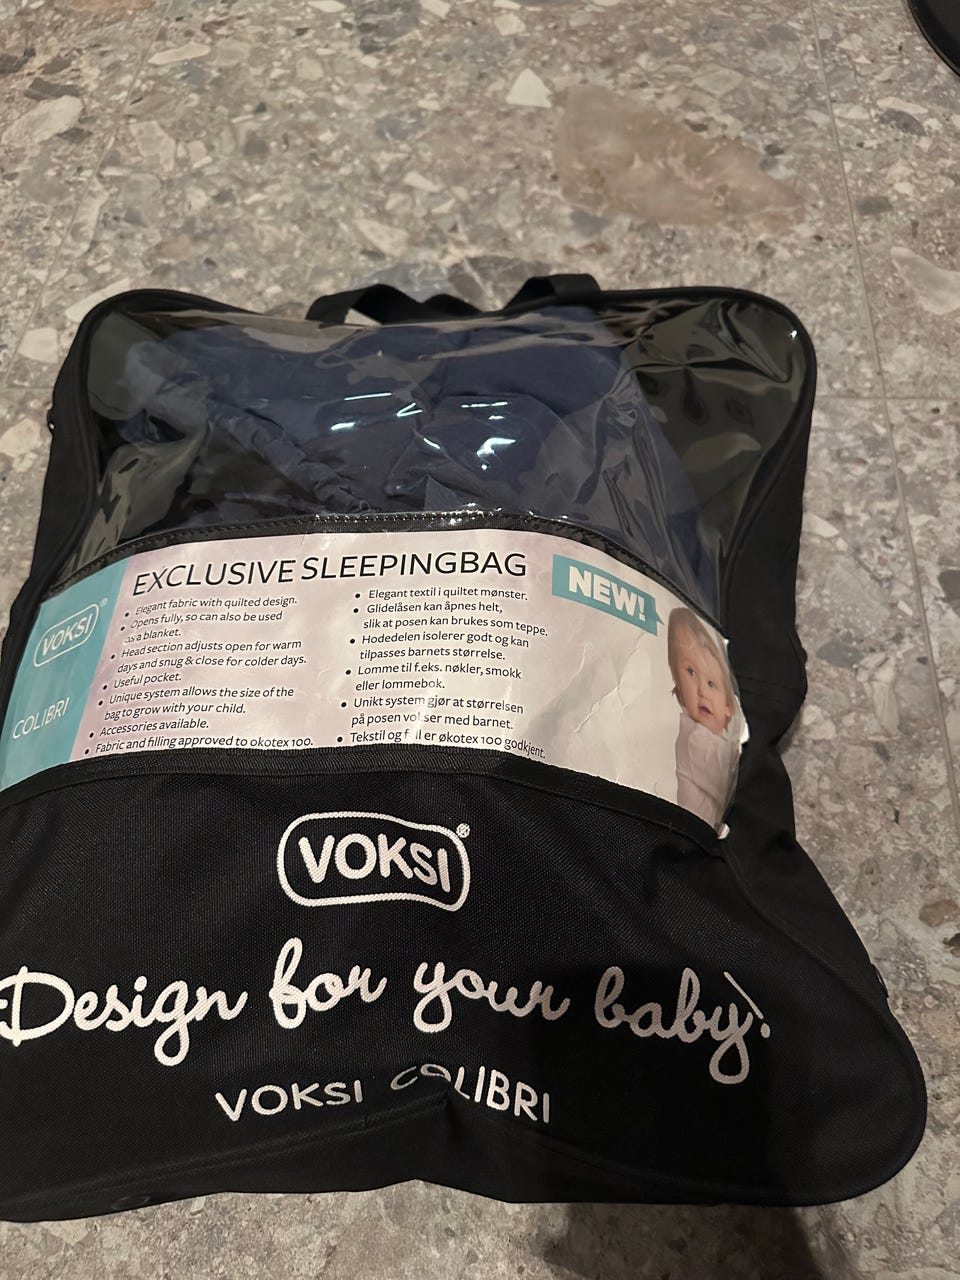 EXCLUSIVE SLEEPINGBAG
NEW!
VOKSI®
COLIBRI
• Elegant fabric with quilted design.
• Opens fully, so can also be used
as a blanket.
• Head section adjusts open for warm
days and snug & close for colder days.
• Useful pocket.
• Unique system allows the size of the
bag to grow with your child.
• Accessories available.
• Fabric and filling approved to okotex 100.
• Elegant textil i quiltet mønster.
• Glidelåsen kan åpnes helt,
slik at posen kan brukes som teppe.
• Hodedelen isolerer godt og kan
tilpasses barnets størrelse.
• Lomme til f.eks. nøkler, smokk
eller lommebok.
• Unikt system gjør at størrelsen
på posen vokser med barnet.
• Tekstil og fyll er økotex 100 godkjent.
VOKSI®
Design for your baby!
VOKSI COLIBRI